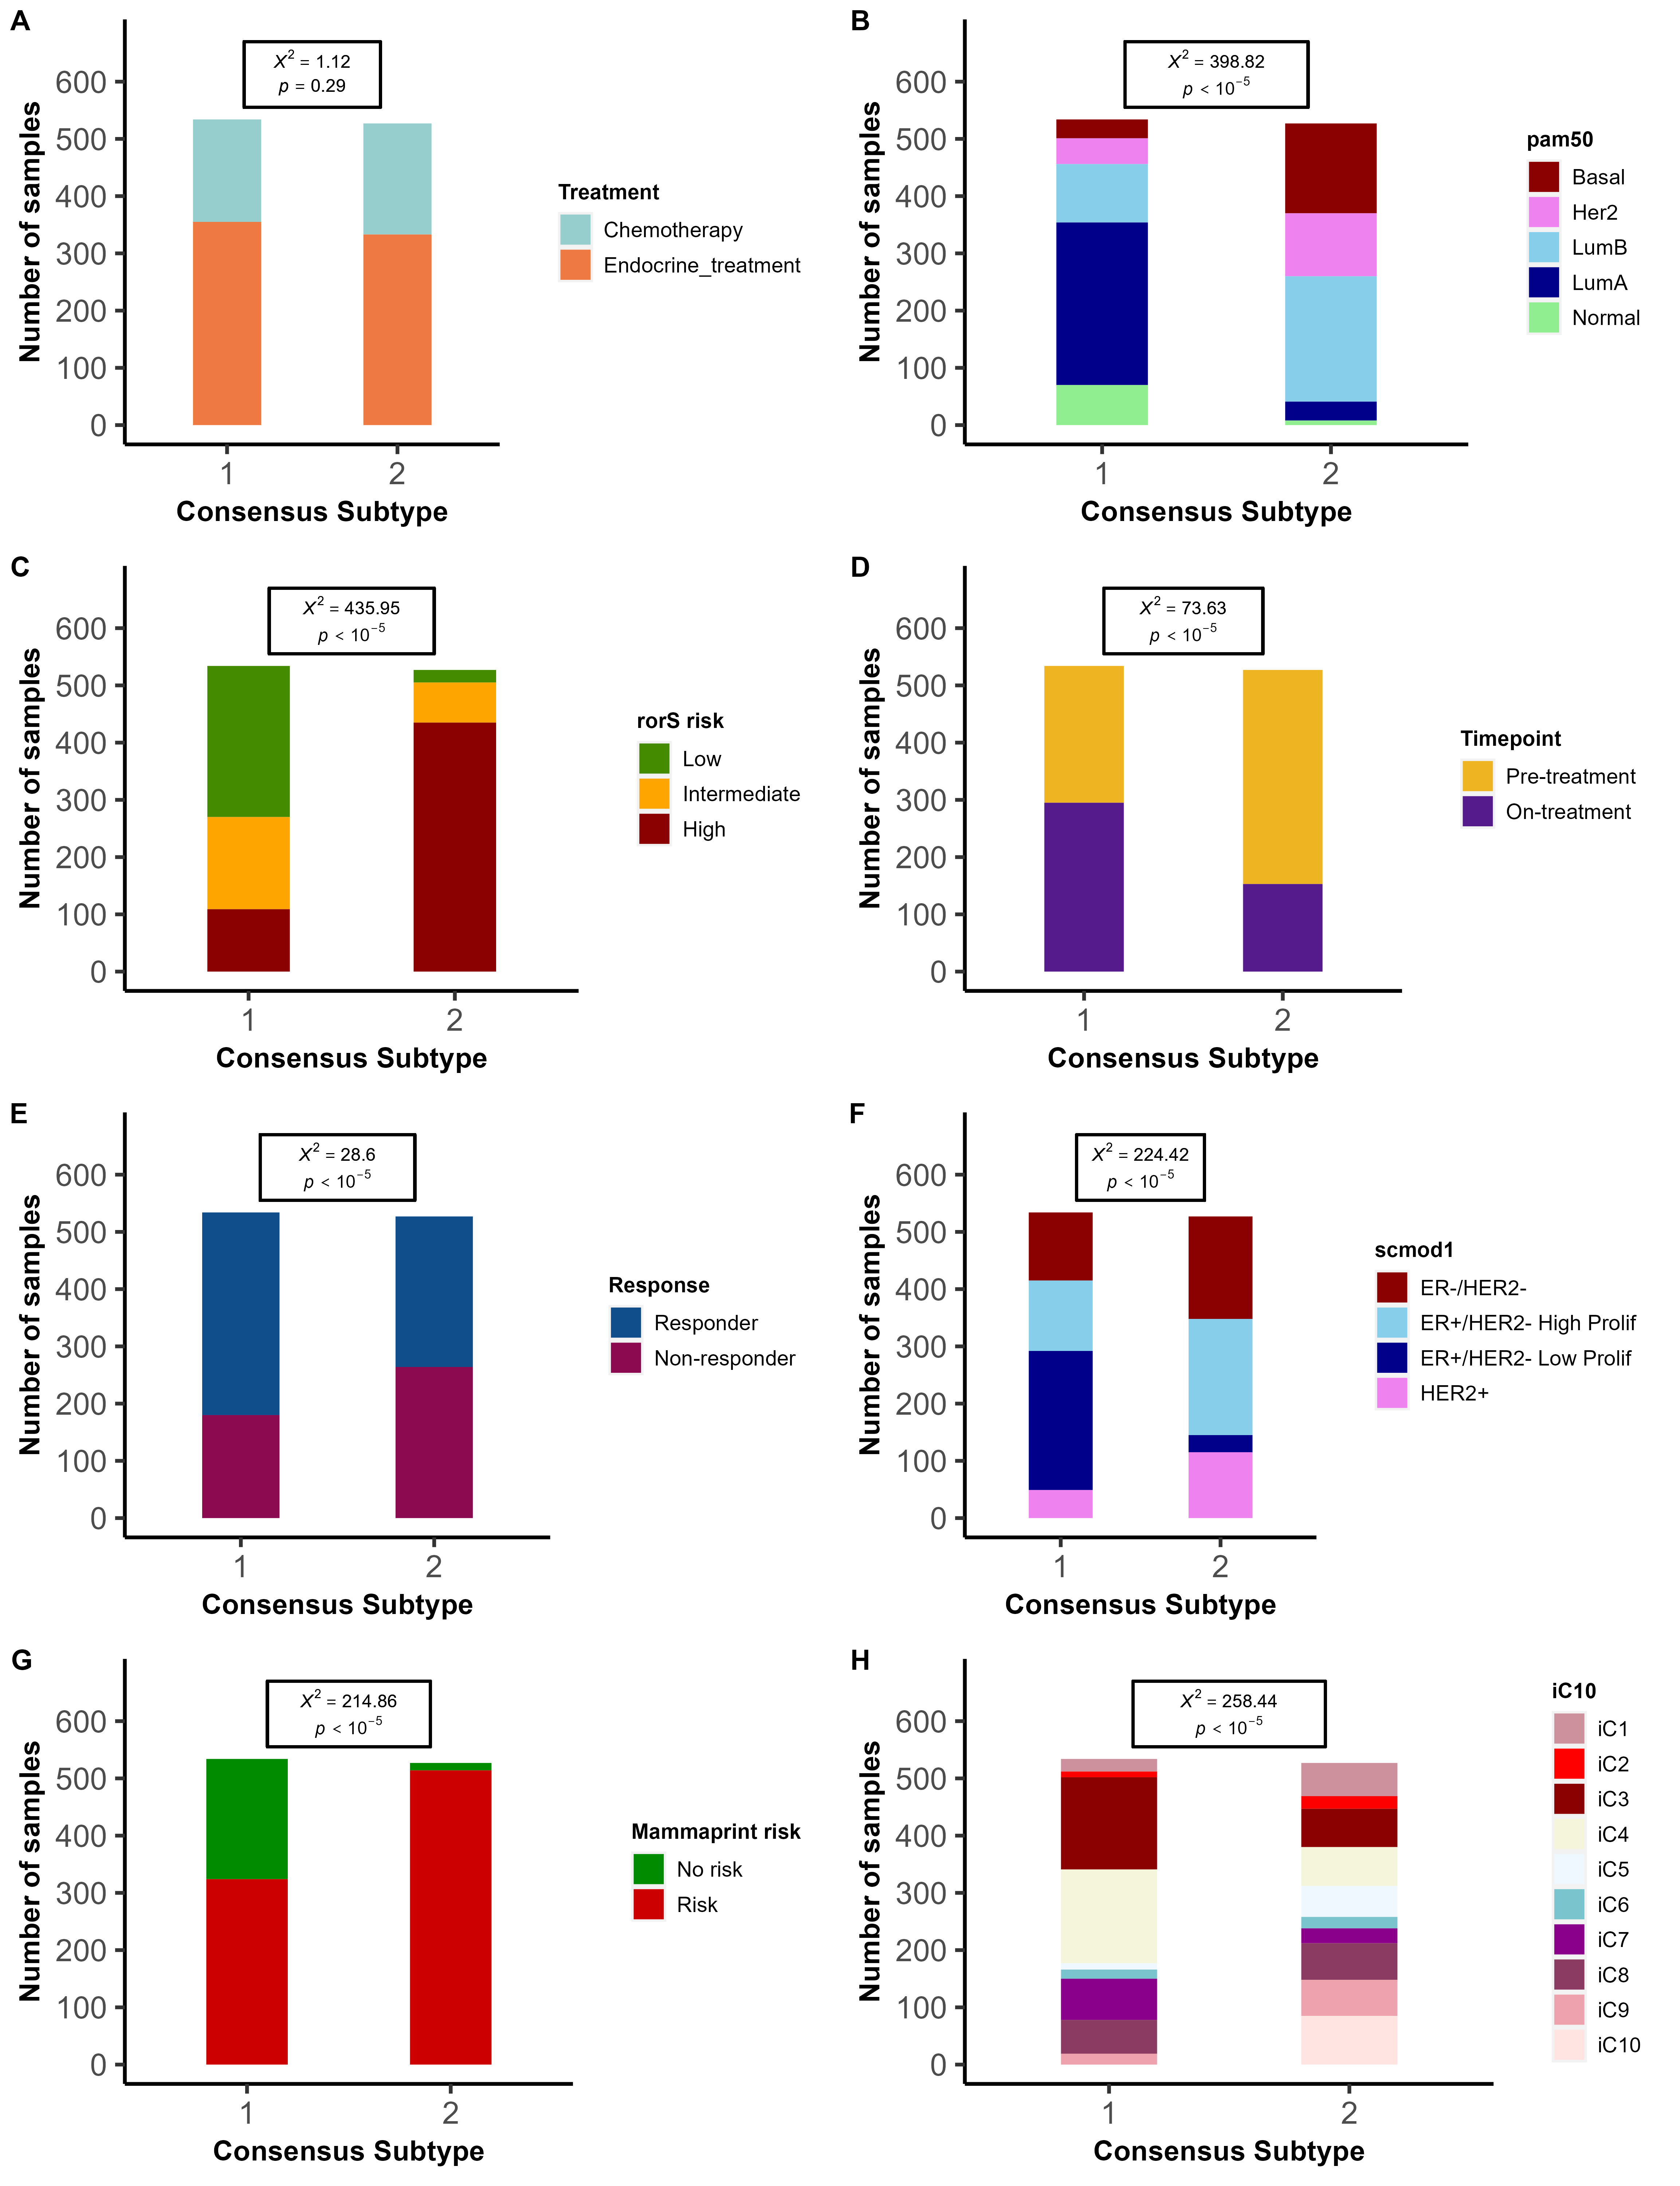 A
X² = 1.12
p = 0.29
600
500
400
300
200
100
0
Number of samples
1 2
Consensus Subtype
Treatment
Chemotherapy
Endocrine_treatment
B
X² = 398.82
p < 10⁻⁵
600
500
400
300
200
100
0
Number of samples
1 2
Consensus Subtype
pam50
Basal
Her2
LumB
LumA
Normal
C
X² = 435.95
p < 10⁻⁵
600
500
400
300
200
100
0
Number of samples
1 2
Consensus Subtype
rorS risk
Low
Intermediate
High
D
X² = 73.63
p < 10⁻⁵
600
500
400
300
200
100
0
Number of samples
1 2
Consensus Subtype
Timepoint
Pre-treatment
On-treatment
E
X² = 28.6
p < 10⁻⁵
600
500
400
300
200
100
0
Number of samples
1 2
Consensus Subtype
Response
Responder
Non-responder
F
X² = 224.42
p < 10⁻⁵
600
500
400
300
200
100
0
Number of samples
1 2
Consensus Subtype
scmod1
ER-/HER2-
ER+/HER2- High Prolif
ER+/HER2- Low Prolif
HER2+
G
X² = 214.86
p < 10⁻⁵
600
500
400
300
200
100
0
Number of samples
1 2
Consensus Subtype
Mammaprint risk
No risk
Risk
H
X² = 258.44
p < 10⁻⁵
600
500
400
300
200
100
0
Number of samples
1 2
Consensus Subtype
iC10
iC1
iC2
iC3
iC4
iC5
iC6
iC7
iC8
iC9
iC10